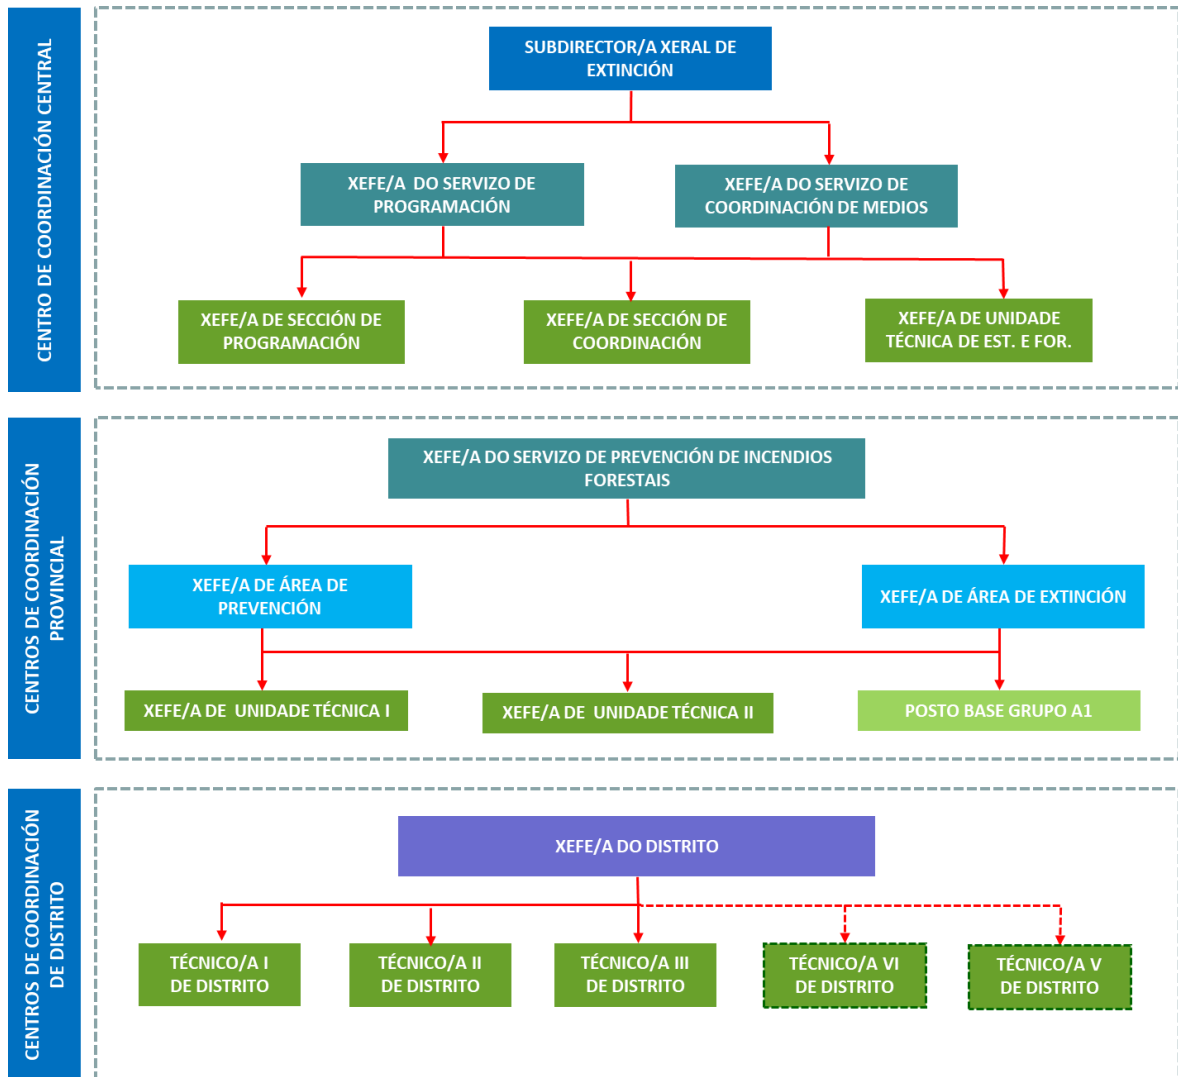 CENTRO DE COORDINACIÓN CENTRAL
SUBDIRECTOR/A XERAL DE
EXTINCIÓN
XEFE/A DO SERVIZO DE
PROGRAMACIÓN
XEFE/A DO SERVIZO DE
COORDINACIÓN DE MEDIOS
XEFE/A DE SECCIÓN DE
PROGRAMACIÓN
XEFE/A DE SECCIÓN DE
COORDINACIÓN
XEFE/A DE UNIDADE
TÉCNICA DE EST. E FOR.
CENTROS DE COORDINACIÓN
PROVINCIAL
XEFE/A DO SERVIZO DE PREVENCIÓN DE INCENDIOS
FORESTAIS
XEFE/A DE ÁREA DE
PREVENCIÓN
XEFE/A DE ÁREA DE EXTINCIÓN
XEFE/A DE UNIDADE TÉCNICA I
XEFE/A DE UNIDADE TÉCNICA II
POSTO BASE GRUPO A1
CENTROS DE COORDINACIÓN
DE DISTRITO
XEFE/A DO DISTRITO
TÉCNICO/A I
DE DISTRITO
TÉCNICO/A II
DE DISTRITO
TÉCNICO/A III
DE DISTRITO
TÉCNICO/A VI
DE DISTRITO
TÉCNICO/A V
DE DISTRITO